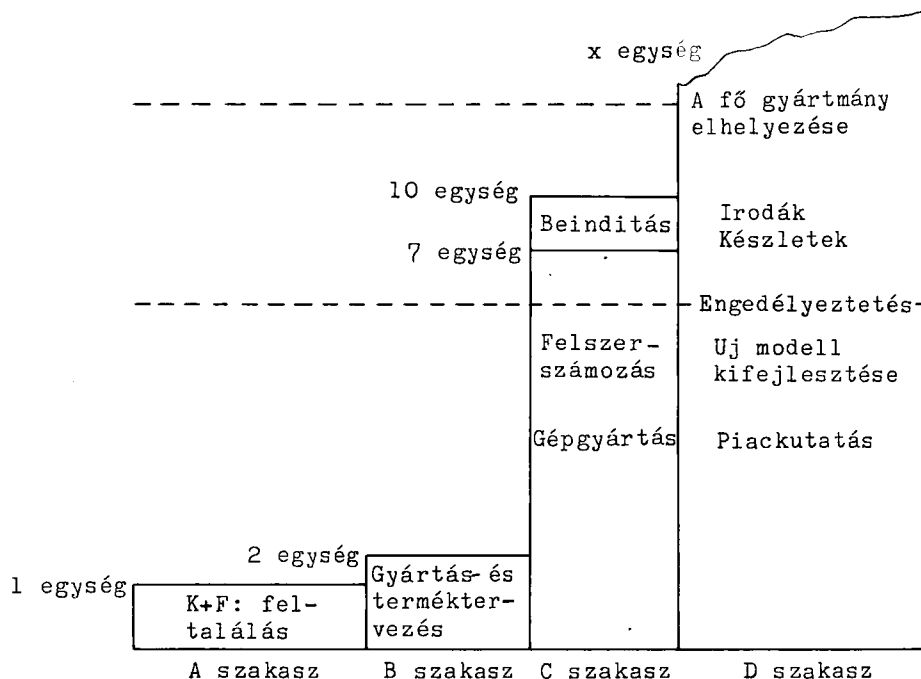 x egység
A fő gyártmány
elhelyezése
10 egység
Beinditás
Irodák
Készletek
7 egység
Engedélyeztetés
Felszer-
számozás
Uj modell
kifejlesztése
Gépgyártás
Piackutatás
2 egység
1 egység
Gyártás- és
terméktter-
vezés
K+F: fel-
találás
A szakasz
B szakasz
C szakasz
D szakasz